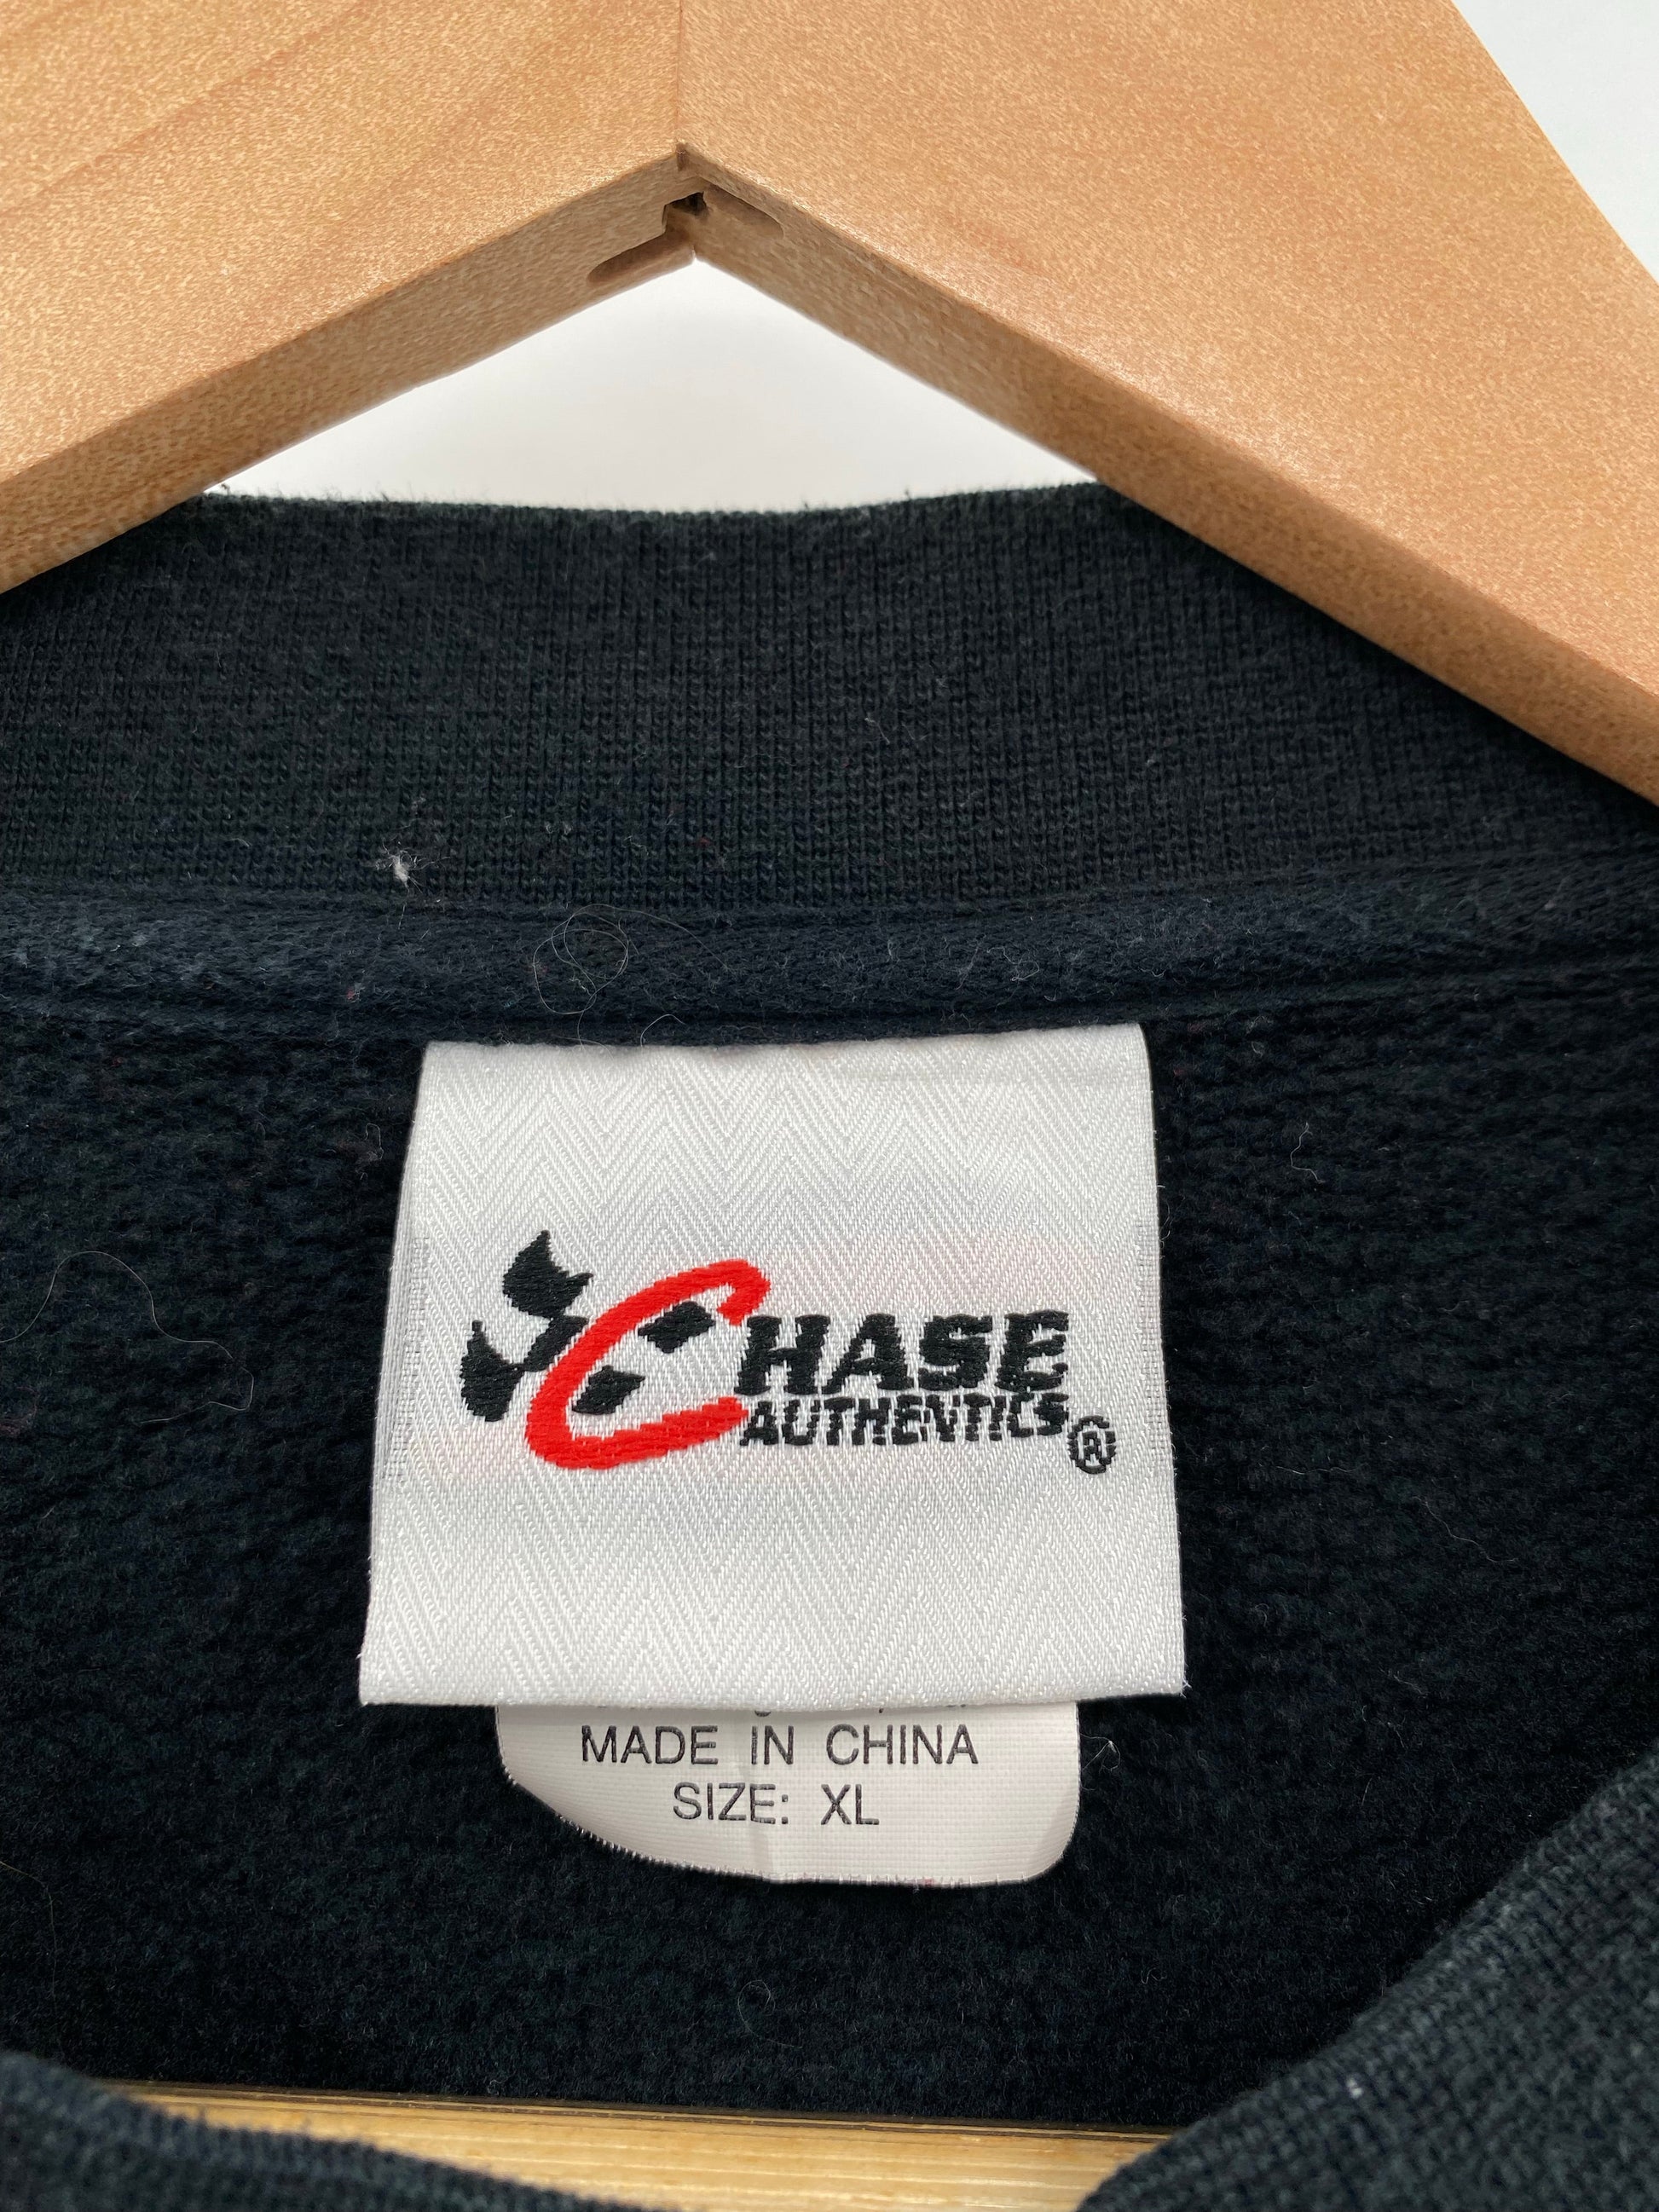 CHASE
AUTHENTICS®
MADE IN CHINA
SIZE: XL